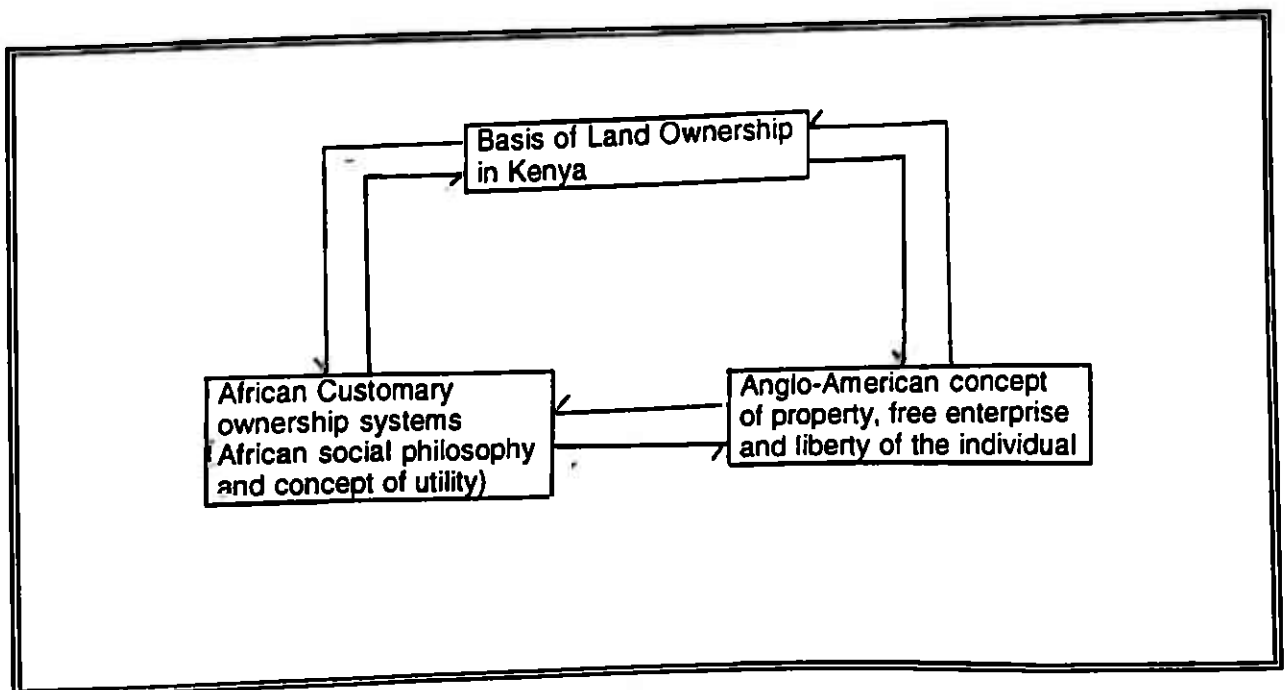 Basis of Land Ownership
in Kenya
African Customary
ownership systems
African social philosophy
and concept of utility)
Anglo-American concept
of property, free enterprise
and liberty of the individual